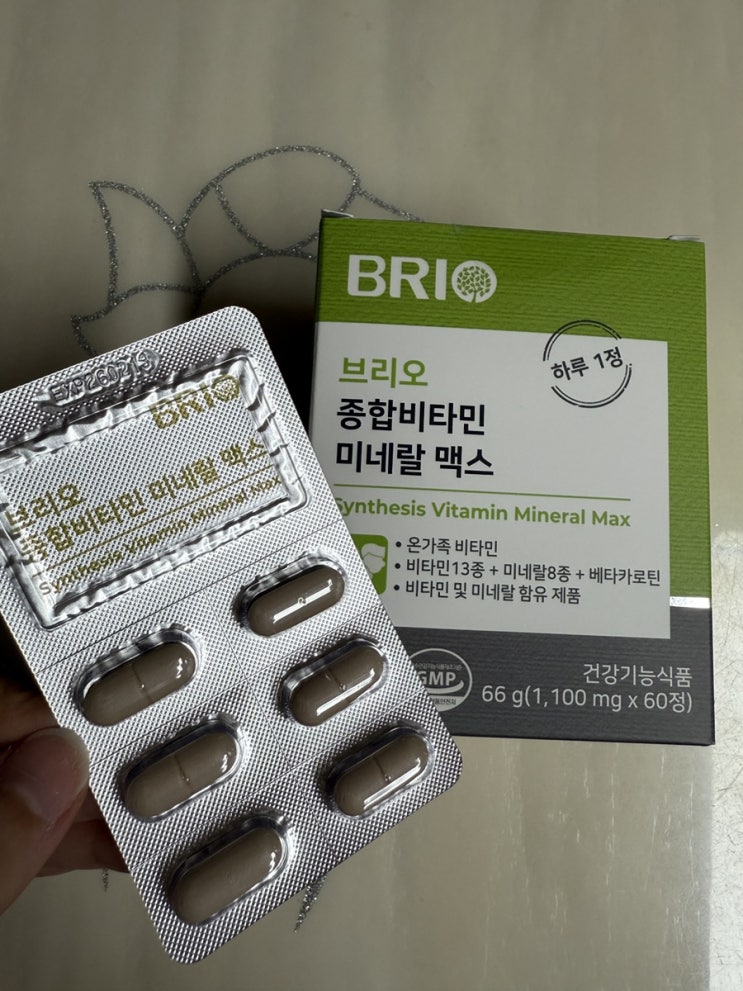 EXP260219
BRIO
브리오
종합비타민 미네랄 맥스
Synthesis Vitamin Mineral Max
BRIO
하루 1정
브리오
종합비타민
미네랄 맥스
Synthesis Vitamin Mineral Max
• 온가족 비타민
• 비타민13종 + 미네랄8종 + 베타카로틴
• 비타민 및 미네랄 함유 제품
GMP
건강기능식품
66 g(1,100 mg x 60정)